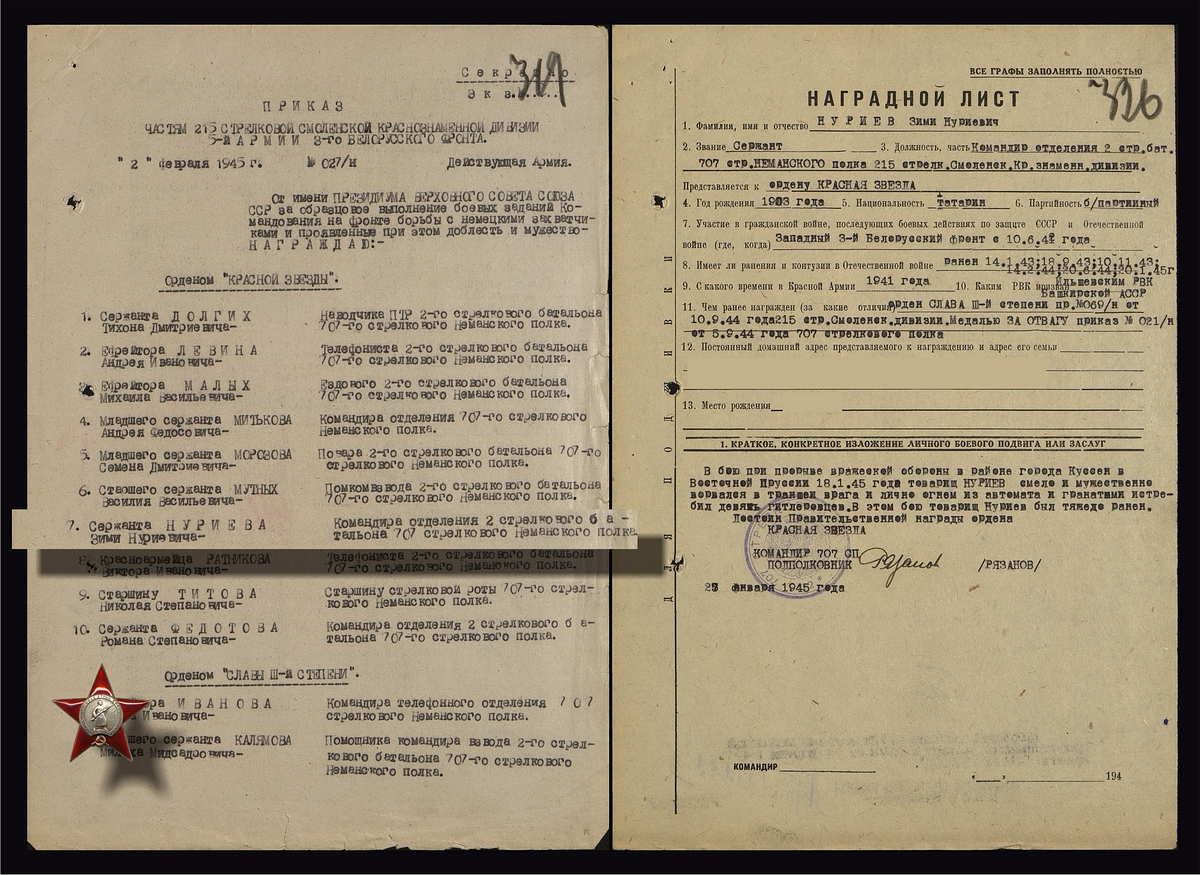 Секретно
Экз.....
319
ПРИКАЗ
ЧАСТЯМ 215 СТРЕЛКОВОЙ СМОЛЕНСКОЙ КРАСНОЗНАМЕННОЙ ДИВИЗИИ
5-Й АРМИИ 3-го БЕЛОРУССКОГО ФРОНТА.
"2" февраля 1945 г. № 027/н Действующая Армия.
От имени ПРЕЗИДИУМА ВЕРХОВНОГО СОВЕТА СОЮЗА
ССР за образцовое выполнение боевых заданий Ко-
мандования на фронте борьбы с немецкими захватчи-
ками и проявленные при этом доблесть и мужество-
НАГРАЖДАЮ:-
Орденом "КРАСНОЙ ЗВЕЗДЫ".
1. Сержанта ДОЛГИХ Наводчика ПТР 2-го стрелкового батальона
Тихона Дмитриевича- 707-го стрелкового Неманского полка.
2. Ефрейтора ЛЕВИНА Телефониста 2-го стрелкового батальона
Андрея Ивановича- 707-го стрелкового Неманского полка.
3. Ефрейтора МАЛЫХ Ездового 2-го стрелкового батальона
Михаила Васильевича- 707-го стрелкового Неманского полка.
4. Младшего сержанта МИТЬКОВА Командира отделения 707-го стрелкового
Андрея Федосовича- Неманского полка.
5. Младшего сержанта МОРОЗОВА Повара 2-го стрелкового батальона 707-го
Семена Дмитриевича- стрелкового Неманского полка.
6. Старшего сержанта МУТНЫХ Помкомвзвода 2-го стрелкового батальона
Василия Васильевича- 707-го стрелкового Неманского полка.
7. Сержанта НУРИЕВА Командира отделения 2 стрелкового ба-
Зими Нуриевича- тальона 707 стрелкового Неманского полка.
8. Красноармейца РАТНИКОВА Телефониста 2-го стрелкового батальона
Виктора Ивановича- 707-го стрелкового Неманского полка.
9. Старшину ТИТОВА Старшину стрелковой роты 707-го стрел-
Николая Степановича- кового Неманского полка.
10. Сержанта ФЕДОТОВА Командира отделения 2 стрелкового ба-
Романа Степановича- тальона 707-го стрелкового Неманского полка.
Орденом "СЛАВЫ Ш-й СТЕПЕНИ".
ра ИВАНОВА Командира телефонного отделения 707
Ивановича- стрелкового Неманского полка.
шего сержанта КАЛЯМОВА Помощника командира взвода 2-го стрел-
Мидсадровича- кового батальона 707-го стрелкового
Неманского полка.
ВСЕ ГРАФЫ ЗАПОЛНЯТЬ ПОЛНОСТЬЮ
326
НАГРАДНОЙ ЛИСТ
1. Фамилия, имя и отчество НУРИЕВ Зими Нуриевич
2. Звание Сержант 3. Должность, часть Командир отделения 2 стр.бат.
707 стр.НЕМАНСКОГО полка 215 стрелк.Смоленск.Кр.знаменн.дивизии.
Представляется к ордену КРАСНАЯ ЗВЕЗДА
4. Год рождения 1903 года 5. Национальность Татарин 6. Партийность б/партийный
7. Участие в гражданской войне, последующих боевых действиях по защите СССР и Отечественной
войне (где, когда) Западный 3-й Белорусский фронт с 10.6.42 года
8. Имеет ли ранения и контузии в Отечественной войне ранен 14.1.43;18.9.43;10.11.43;
14.2.44;20.6.44;20.1.45г.
9. С какого времени в Красной Армии 1941 года 10. Каким РВК призван Ильшевским РВК
Башкирской АССР
11. Чем ранее награжден (за какие отличия) орден СЛАВА Ш-й степени пр.№069/н от
10.9.44 года215 стр.Смоленск.дивизии.Медалью ЗА ОТВАГУ приказ № 021/н
от 5.9.44 года 707 стрелкового полка
12. Постоянный домашний адрес представляемого к награждению и адрес его семьи
13. Место рождения
1. КРАТКОЕ, КОНКРЕТНОЕ ИЗЛОЖЕНИЕ ЛИЧНОГО БОЕВОГО ПОДВИГА ИЛИ ЗАСЛУГ
В бою при прорыве вражеской обороны в районе города Куссен в
Восточной Пруссии 18.1.45 года товарищ НУРИЕВ смело и мужественно
ворвался в траншеи врага и лично огнем из автомата и гранатами истре-
бил девять гитлеровцев.В этом бою товарищ Нуриев был тяжело ранен.
Достоин Правительственной награды ордена
КРАСНАЯ ЗВЕЗДА
КОМАНДИР 707 СП
ПОДПОЛКОВНИК Рязанов /РЯЗАНОВ/
23 января 1945 года
КОМАНДИР
"__" 194